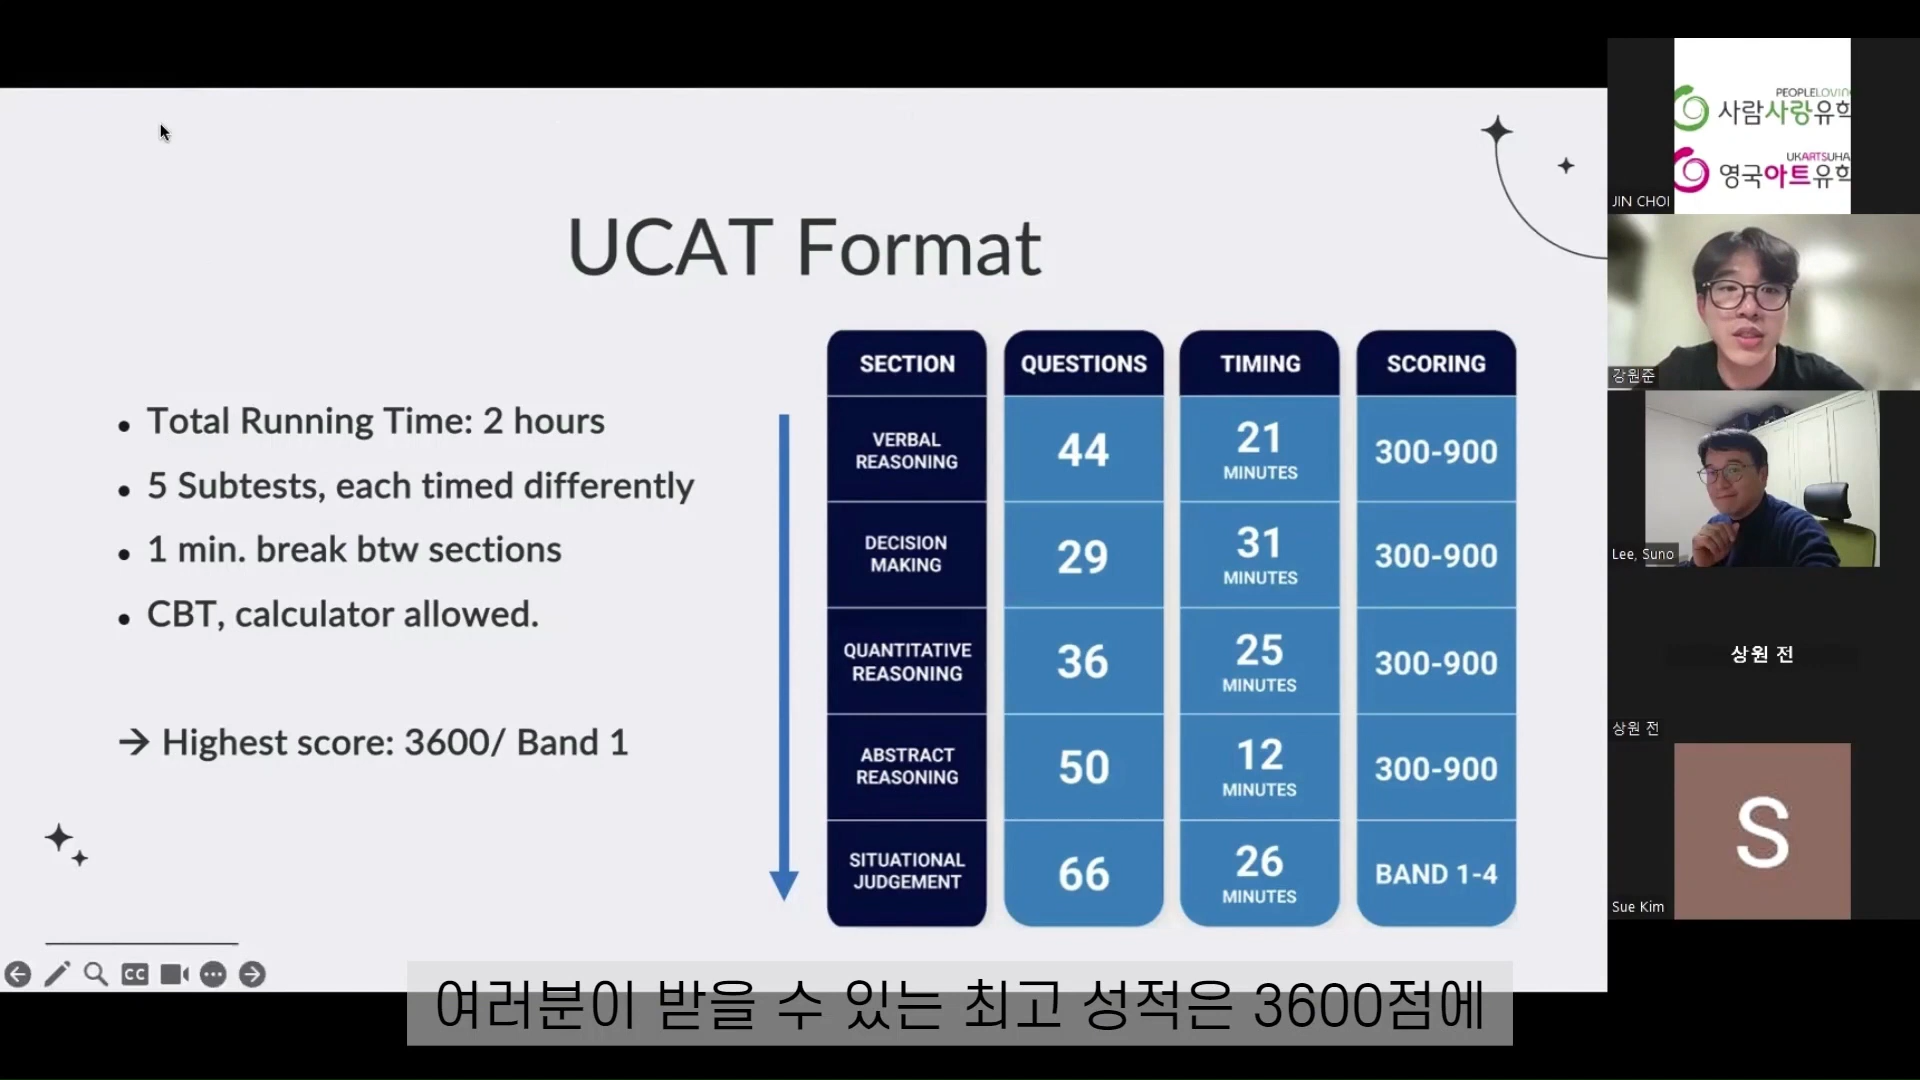 UCAT Format
• Total Running Time: 2 hours
• 5 Subtests, each timed differently
• 1 min. break btw sections
• CBT, calculator allowed.
→ Highest score: 3600/ Band 1
SECTION QUESTIONS TIMING SCORING
VERBAL REASONING 44 21 MINUTES 300-900
DECISION MAKING 29 31 MINUTES 300-900
QUANTITATIVE REASONING 36 25 MINUTES 300-900
ABSTRACT REASONING 50 12 MINUTES 300-900
SITUATIONAL JUDGEMENT 66 26 MINUTES BAND 1-4
CC
여러분이 받을 수 있는 최고 성적은 3600점에
PEOPLELOVIN
사람사랑유학
UKARTSUHA
영국아트유학
JIN CHOI
강원준
Lee, Suno
상원 전
상원 전
S
Sue Kim